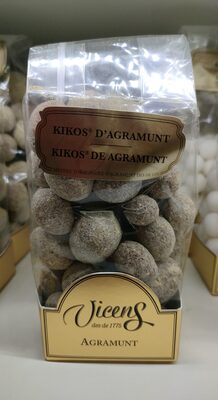 KIKOS® D'AGRAMUNT
KIKOS® DE AGRAMUNT
Vicens
des de 1775
AGRAMUNT